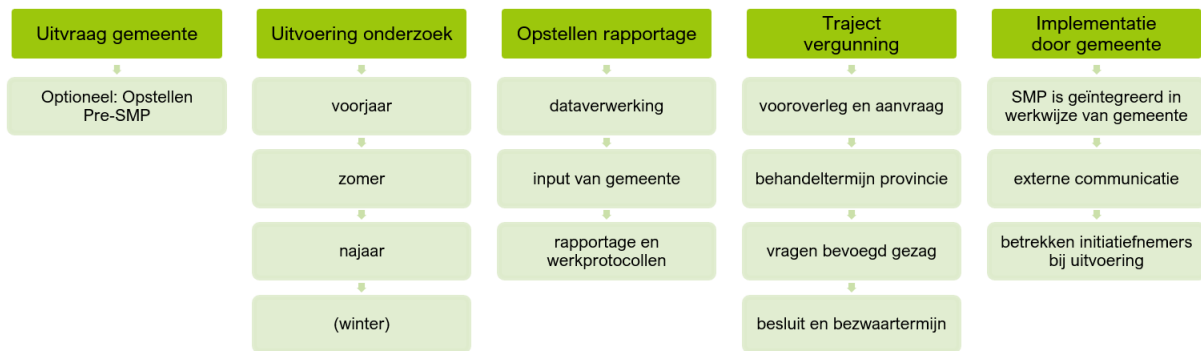 Uitvraag gemeente
Optioneel: Opstellen
Pre-SMP
Uitvoering onderzoek
voorjaar
zomer
najaar
(winter)
Opstellen rapportage
dataverwerking
input van gemeente
rapportage en
werkprotocollen
Traject
vergunning
vooroverleg en aanvraag
behandeltermijn provincie
vragen bevoegd gezag
besluit en bezwaartermijn
Implementatie
door gemeente
SMP is geïntegreerd in
werkwijze van gemeente
externe communicatie
betrekken initiatiefnemers
bij uitvoering